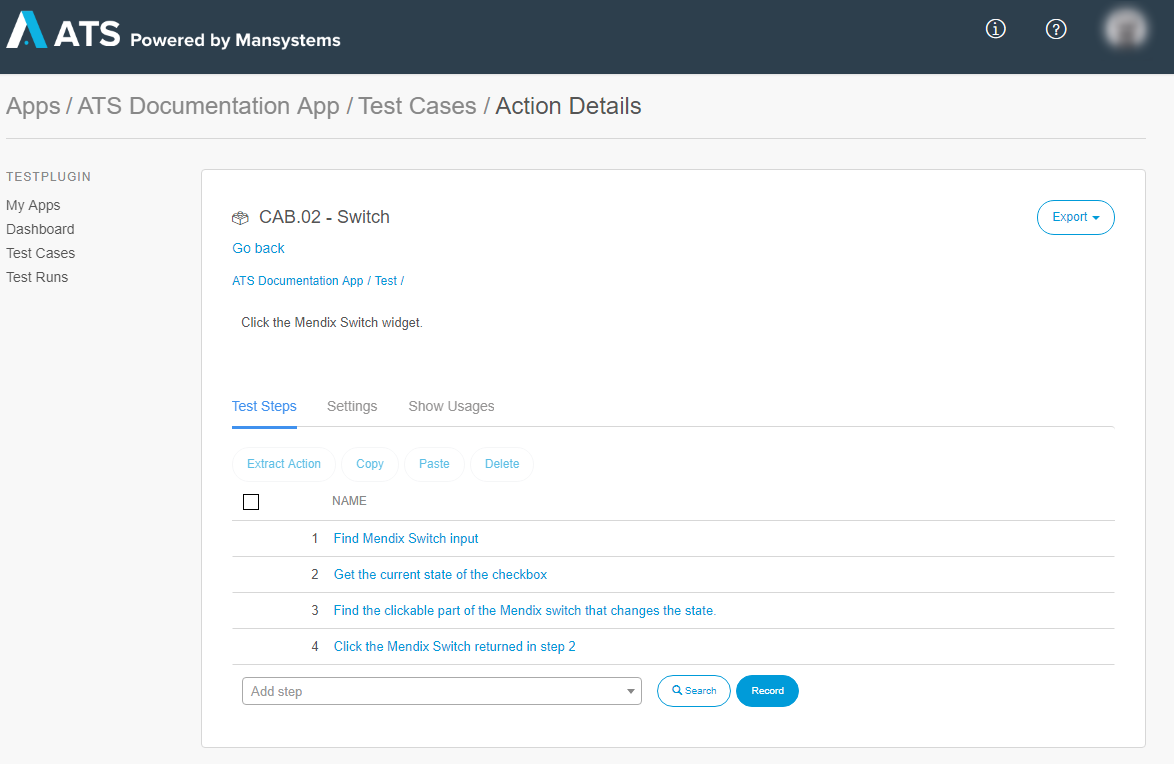 ATS Powered by Mansystems
Apps / ATS Documentation App / Test Cases / Action Details
TESTPLUGIN
My Apps
Dashboard
Test Cases
Test Runs
CAB.02 - Switch
Export
Go back
ATS Documentation App / Test /
Click the Mendix Switch widget.
Test Steps Settings Show Usages
Extract Action Copy Paste Delete
NAME
1 Find Mendix Switch input
2 Get the current state of the checkbox
3 Find the clickable part of the Mendix switch that changes the state.
4 Click the Mendix Switch returned in step 2
Add step Search Record